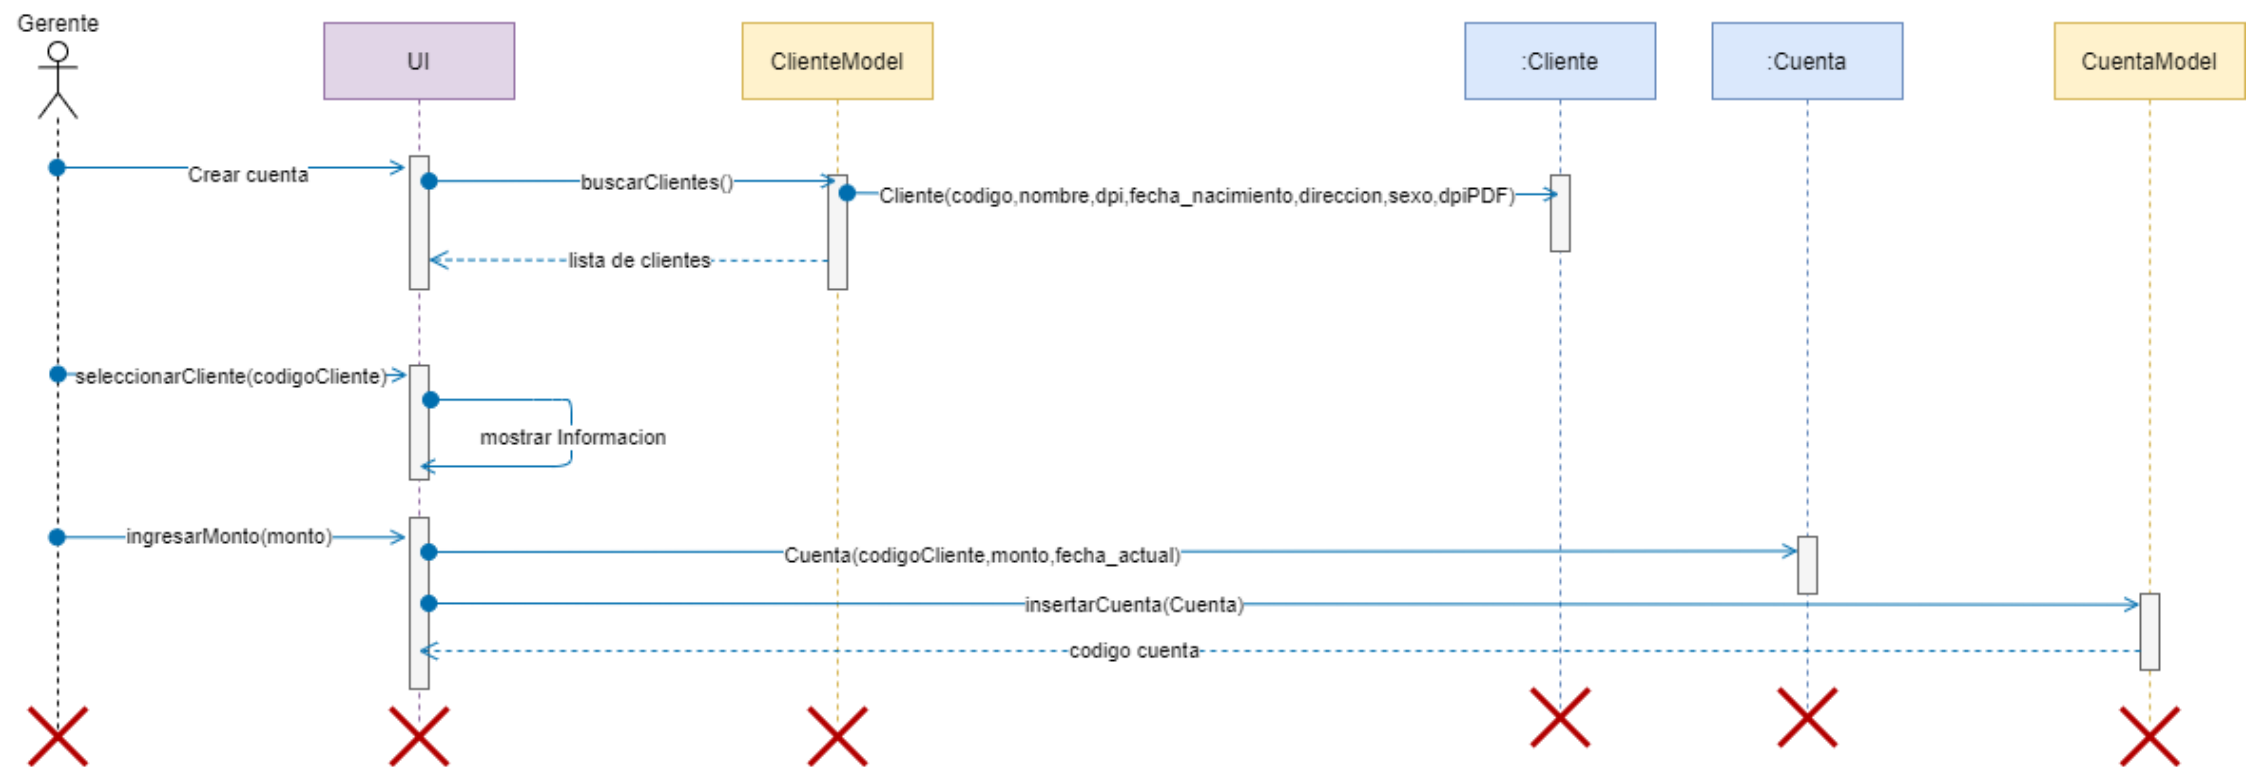 Gerente
UI
ClienteModel
:Cliente
:Cuenta
CuentaModel
Crear cuenta
buscarClientes()
Cliente(codigo,nombre,dpi,fecha_nacimiento,direccion,sexo,dpiPDF)
lista de clientes
seleccionarCliente(codigoCliente)
mostrar Informacion
ingresarMonto(monto)
Cuenta(codigoCliente,monto,fecha_actual)
insertarCuenta(Cuenta)
codigo cuenta